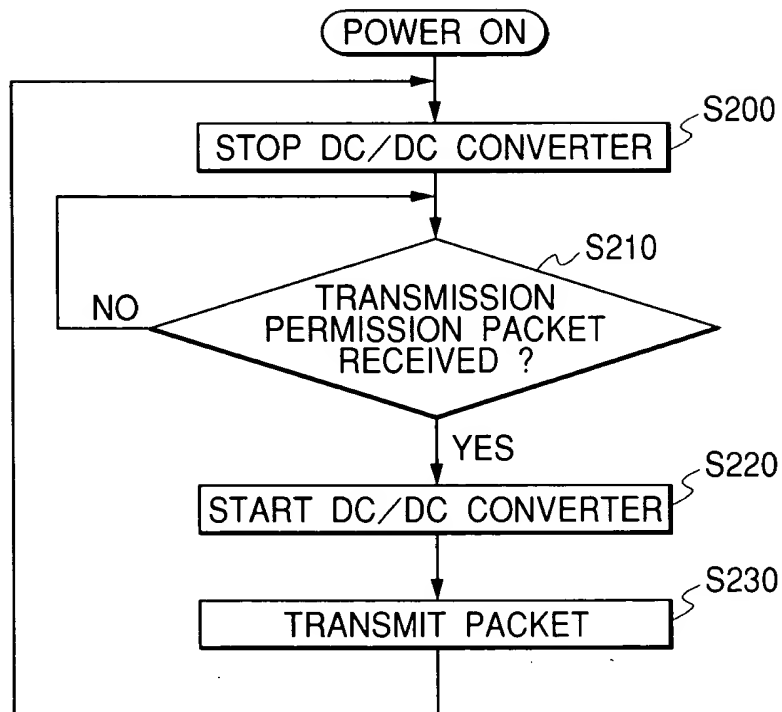 POWER ON
S200
STOP DC/DC CONVERTER
S210
TRANSMISSION
PERMISSION PACKET
RECEIVED ?
NO
YES
S220
START DC/DC CONVERTER
S230
TRANSMIT PACKET